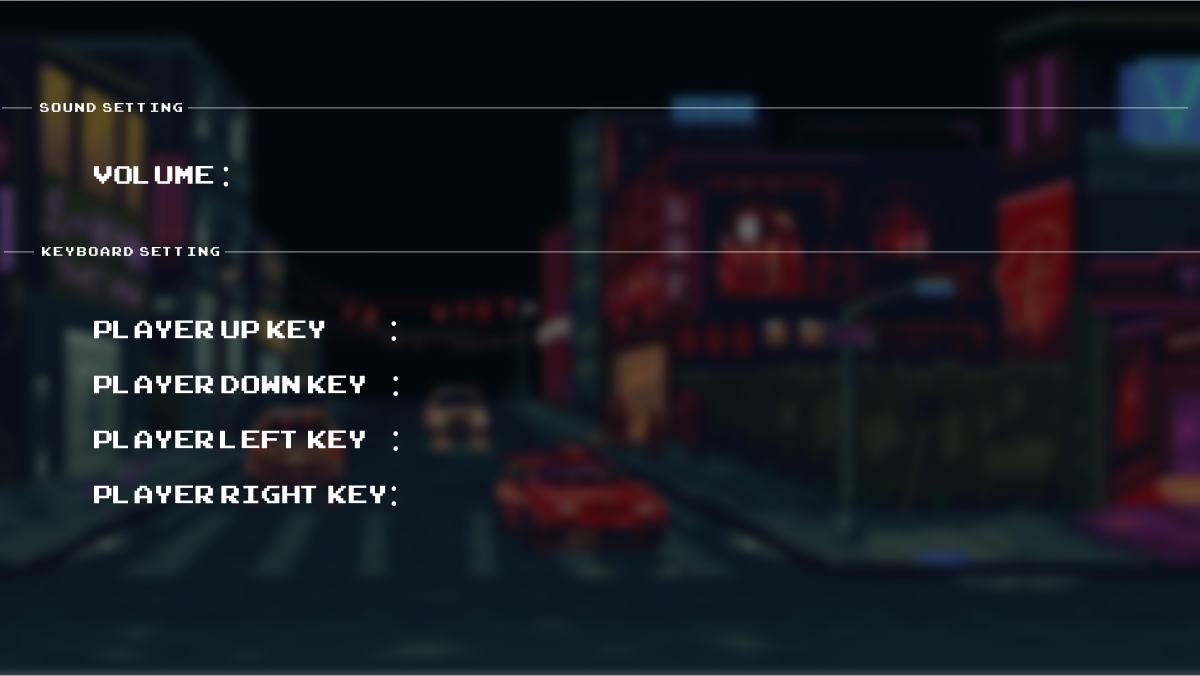 SOUND SETTING
VOLUME :
KEYBOARD SETTING
PLAYER UP KEY :
PLAYER DOWN KEY :
PLAYER LEFT KEY :
PLAYER RIGHT KEY: